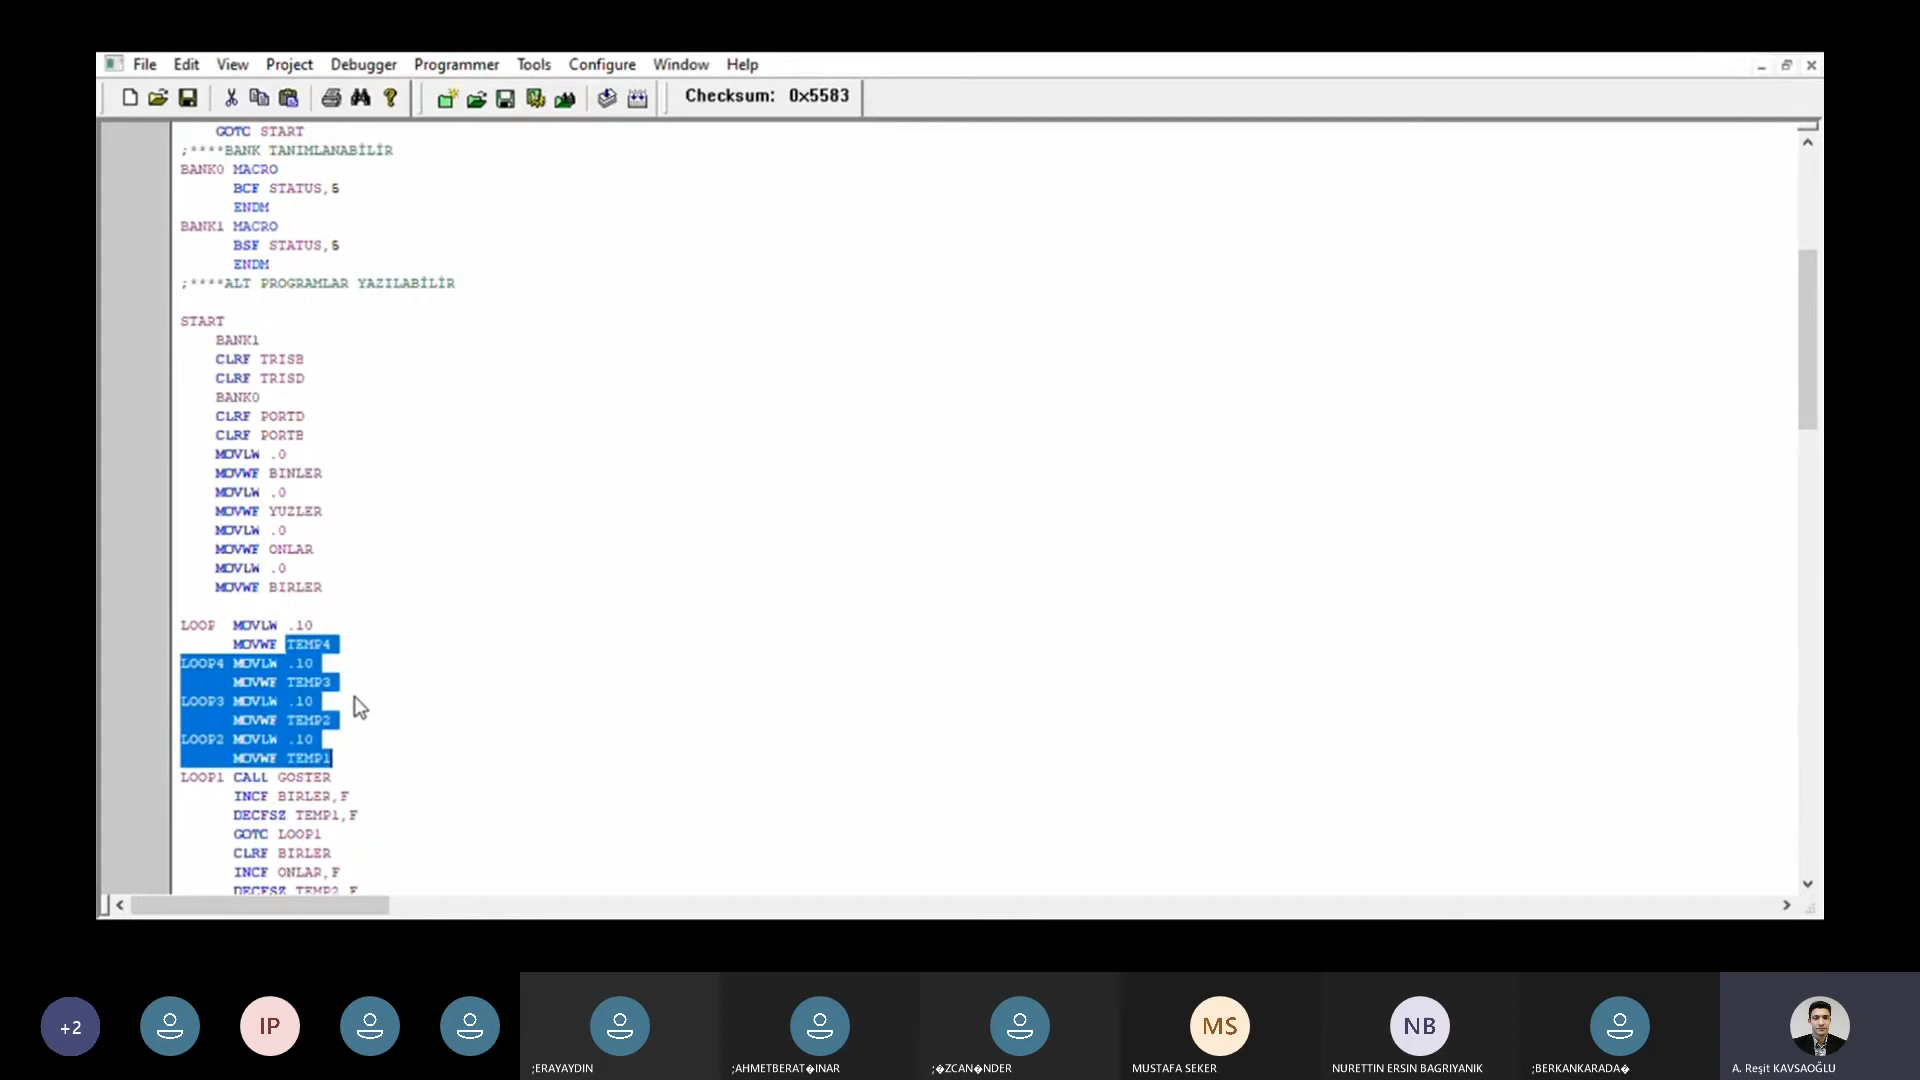 File Edit View Project Debugger Programmer Tools Configure Window Help
Checksum: 0x5583
GOTO START
;****BANK TANIMLANABİLİR
BANK0 MACRO
BCF STATUS,5
ENDM
BANK1 MACRO
BSF STATUS,5
ENDM
;****ALT PROGRAMLAR YAZILABİLİR
START
BANK1
CLRF TRISB
CLRF TRISD
BANK0
CLRF PORTD
CLRF PORTB
MOVLW .0
MOVWF BINLER
MOVLW .0
MOVWF YUZLER
MOVLW .0
MOVWF ONLAR
MOVLW .0
MOVWF BIRLER
LOOP MOVLW .10
MOVWF TEMP4
LOOP4 MOVLW .10
MOVWF TEMP3
LOOP3 MOVLW .10
MOVWF TEMP2
LOOP2 MOVLW .10
MOVWF TEMP1
LOOP1 CALL GOSTER
INCF BIRLER,F
DECFSZ TEMP1,F
GOTO LOOP1
CLRF BIRLER
INCF ONLAR,F
DECFSZ TEMP2,F
+2
IP
MS
NB
;ERAYAYDIN
;AHMETBERAT�INAR
;�ZCAN�NDER
MUSTAFA SEKER
NURETTIN ERSIN BAGRIYANIK
;BERKANKARADA�
A. Reşit KAVSAOĞLU